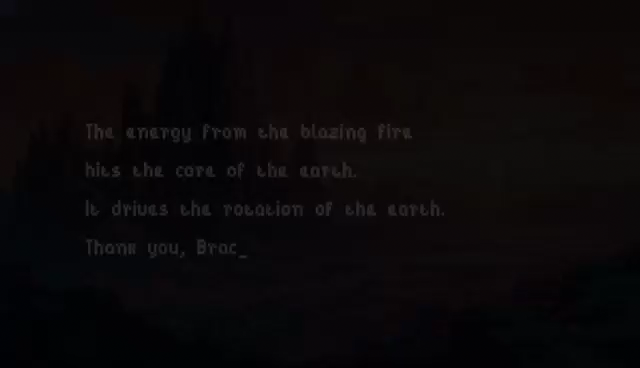 The energy from the blazing fire
hits the core of the earth.
It drives the rotation of the earth.
Thank you, Brac_